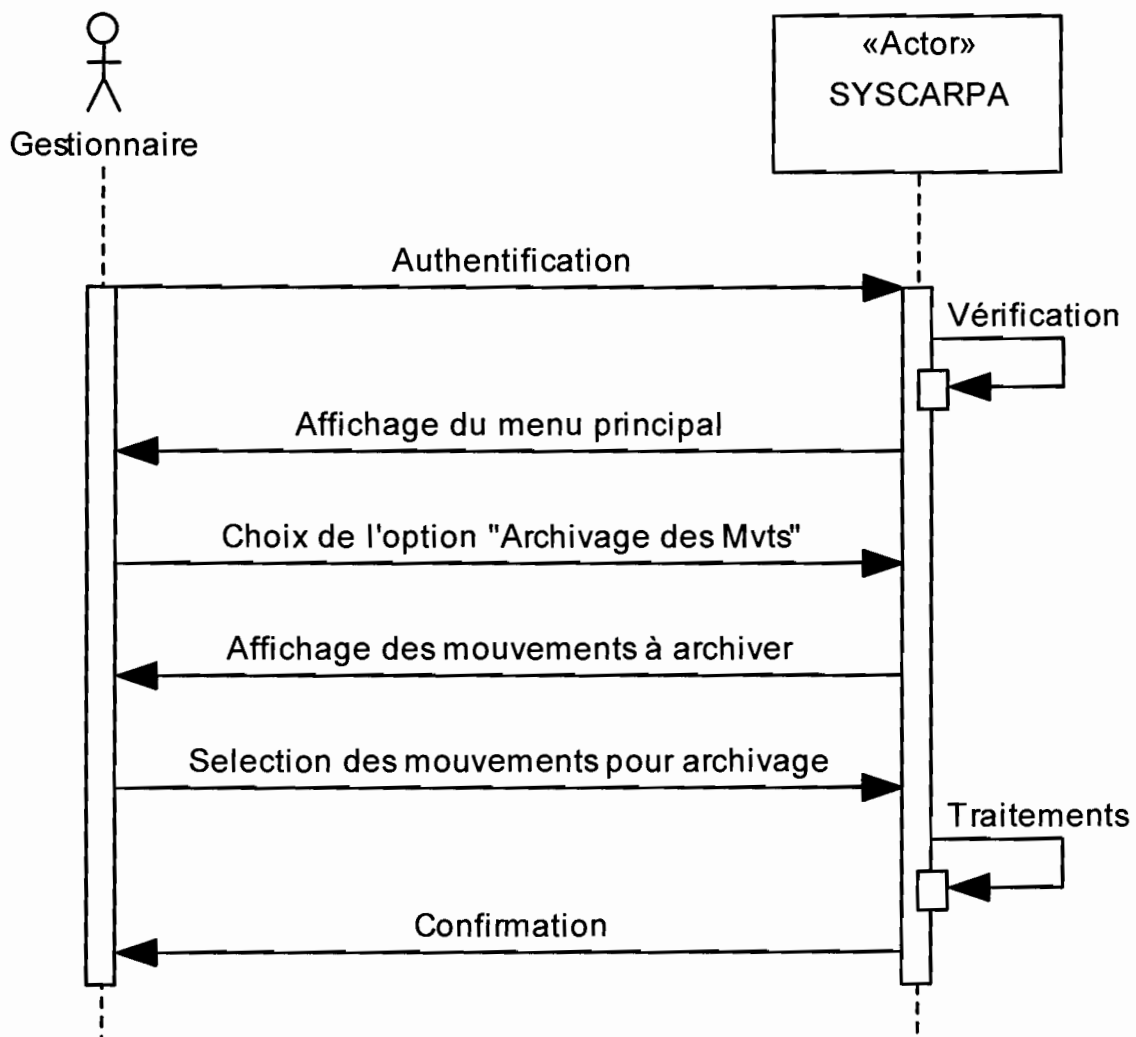 «Actor»
SYSCARPA
Gestionnaire
Authentification
Vérification
Affichage du menu principal
Choix de l'option "Archivage des Mvts"
Affichage des mouvements à archiver
Selection des mouvements pour archivage
Traitements
Confirmation